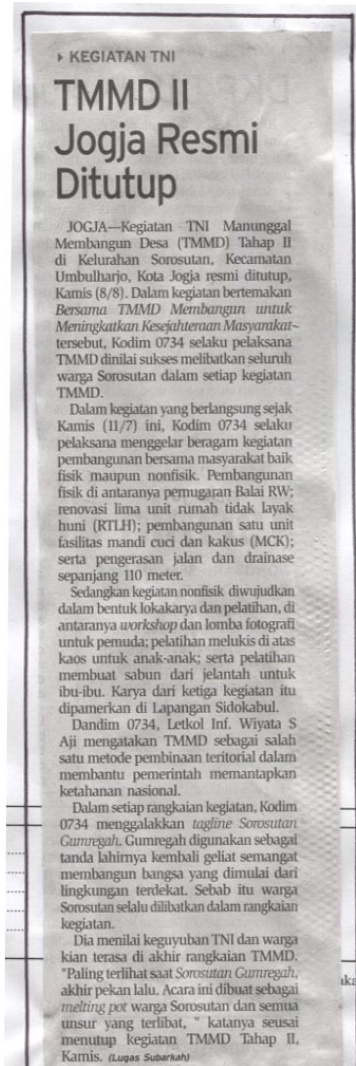 KEGIATAN TNI
TMMD II
Jogja Resmi
Ditutup
JOGJA—Kegiatan TNI Manunggal
Membangun Desa (TMMD) Tahap II
di Kelurahan Sorosutan, Kecamatan
Umbulharjo, Kota Jogja resmi ditutup,
Kamis (8/8). Dalam kegiatan bertemakan
Bersama TMMD Membangun untuk
Meningkatkan Kesejahteraan Masyarakat
tersebut, Kodim 0734 selaku pelaksana
TMMD dinilai sukses melibatkan seluruh
warga Sorosutan dalam setiap kegiatan
TMMD.
Dalam kegiatan yang berlangsung sejak
Kamis (11/7) ini, Kodim 0734 selaku
pelaksana menggelar beragam kegiatan
pembangunan bersama masyarakat baik
fisik maupun nonfisik. Pembangunan
fisik di antaranya pemugaran Balai RW;
renovasi lima unit rumah tidak layak
huni (RTLH); pembangunan satu unit
fasilitas mandi cuci dan kakus (MCK);
serta pengerasan jalan dan drainase
sepanjang 110 meter.
Sedangkan kegiatan nonfisik diwujudkan
dalam bentuk lokakarya dan pelatihan, di
antaranya workshop dan lomba fotografi
untuk pemuda; pelatihan melukis di atas
kaos untuk anak-anak; serta pelatihan
membuat sabun dari jelantah untuk
ibu-ibu. Karya dari ketiga kegiatan itu
dipamerkan di Lapangan Sidokabul.
Dandim 0734, Letkol Inf. Wiyata S
Aji mengatakan TMMD sebagai salah
satu metode pembinaan teritorial dalam
membantu pemerintah memantapkan
ketahanan nasional.
Dalam setiap rangkaian kegiatan, Kodim
0734 menggalakkan tagline Sorosutan
Gumregah. Gumregah digunakan sebagai
tanda lahirnya kembali geliat semangat
membangun bangsa yang dimulai dari
lingkungan terdekat. Sebab itu warga
Sorosutan selalu dilibatkan dalam rangkaian
kegiatan.
Dia menilai keguyuban TNI dan warga
kian terasa di akhir rangkaian TMMD.
"Paling terlihat saat Sorosutan Gumregah,
akhir pekan lalu. Acara ini dibuat sebagai
melting pot warga Sorosutan dan semua
unsur yang terlibat, " katanya seusai
menutup kegiatan TMMD Tahap II,
Kamis. (Lugas Subarkah)